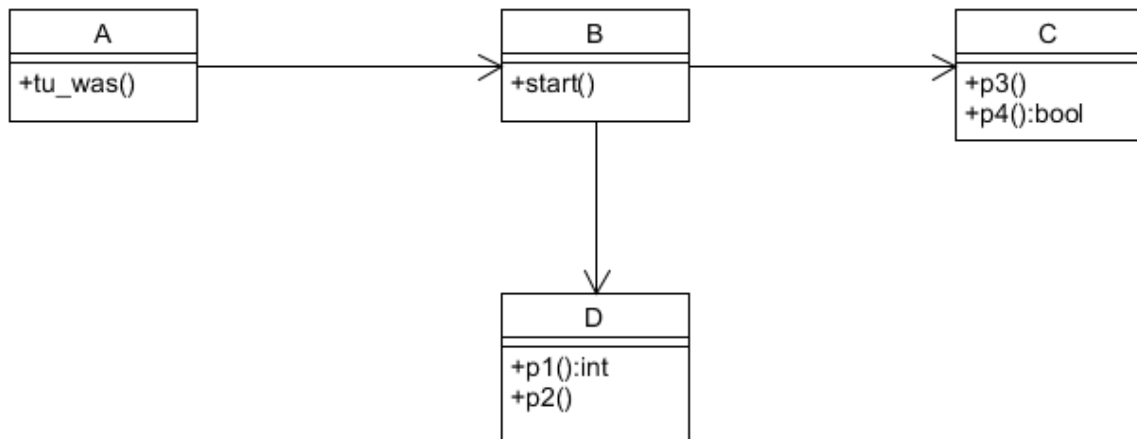 A
+tu_was()
B
+start()
C
+p3()
+p4():bool
D
+p1():int
+p2()